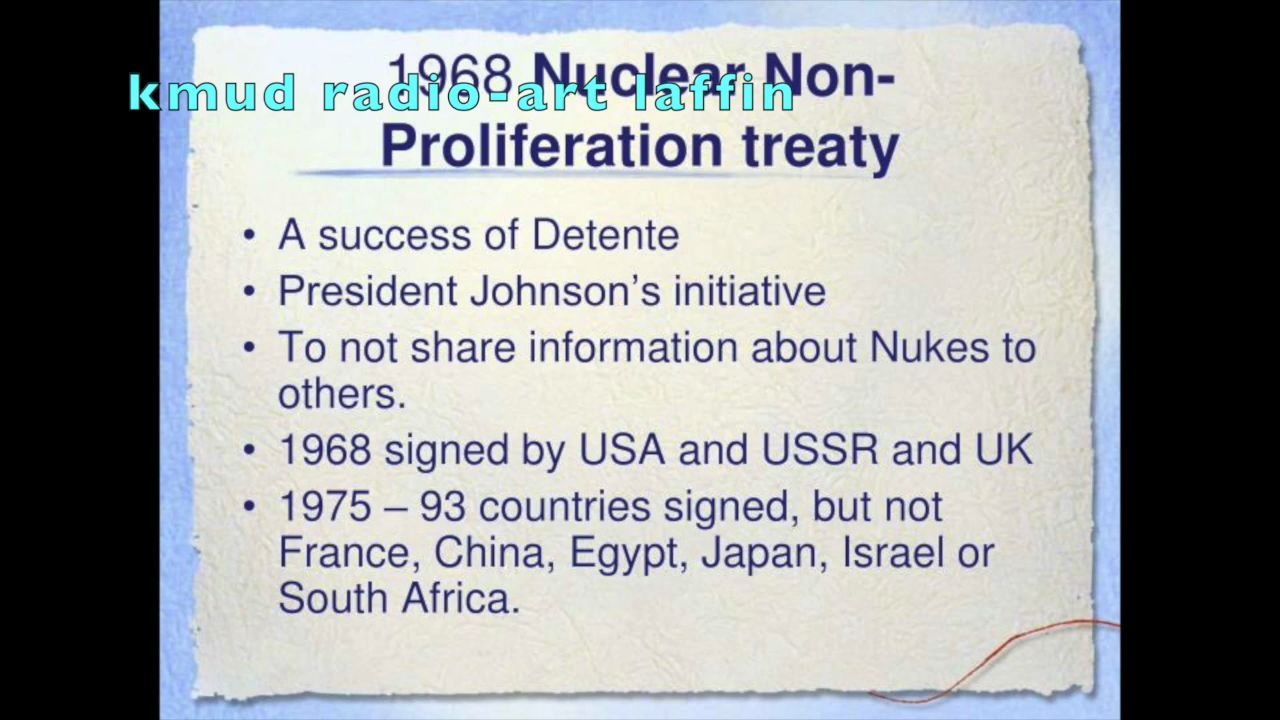 1968 Nuclear Non-
kmud radio-art laffin
Proliferation treaty
• A success of Detente
• President Johnson's initiative
• To not share information about Nukes to
others.
• 1968 signed by USA and USSR and UK
• 1975 – 93 countries signed, but not
France, China, Egypt, Japan, Israel or
South Africa.